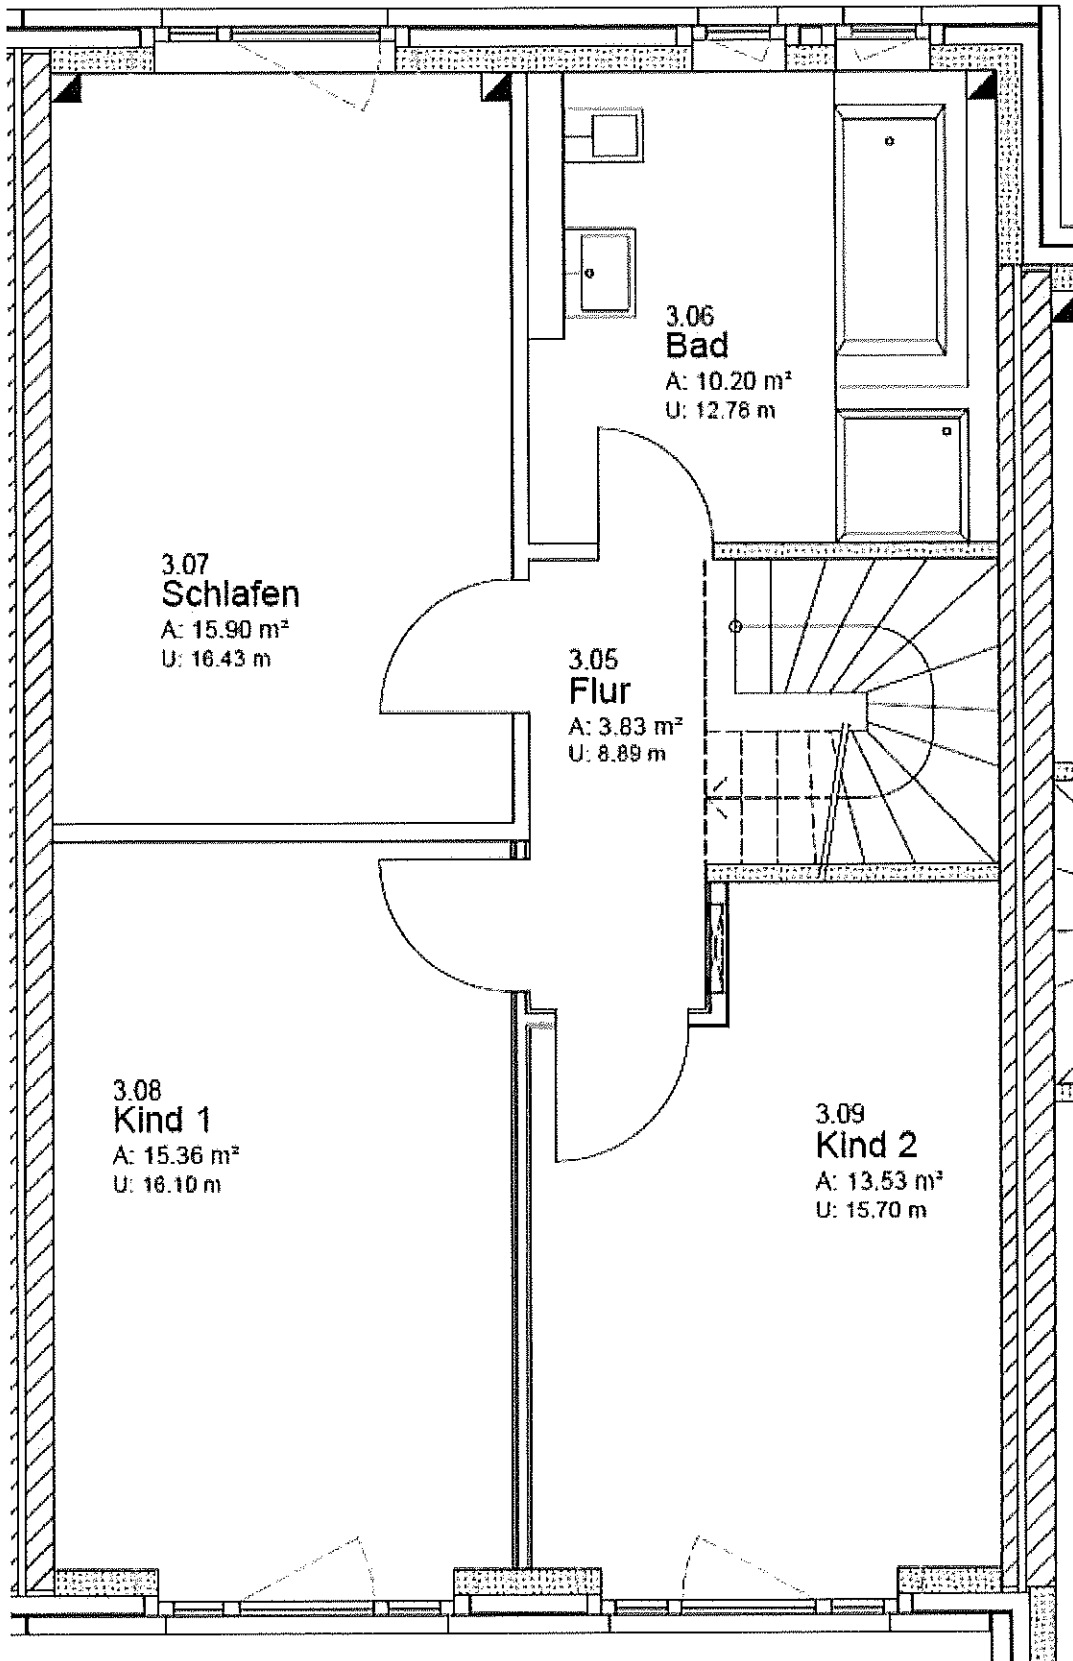 3.06
Bad
A: 10.20 m²
U: 12.76 m
3.07
Schlafen
A: 15.90 m²
U: 16.43 m
3.05
Flur
A: 3.83 m²
U: 8.89 m
3.08
Kind 1
A: 15.36 m²
U: 16.10 m
3.09
Kind 2
A: 13.53 m²
U: 15.70 m